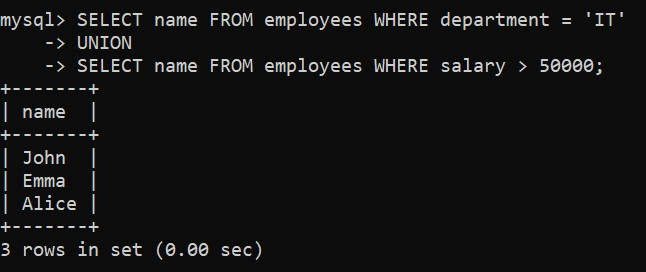 mysql> SELECT name FROM employees WHERE department = 'IT'
    -> UNION
    -> SELECT name FROM employees WHERE salary > 50000;
+-------+
| name  |
+-------+
| John  |
| Emma  |
| Alice |
+-------+
3 rows in set (0.00 sec)